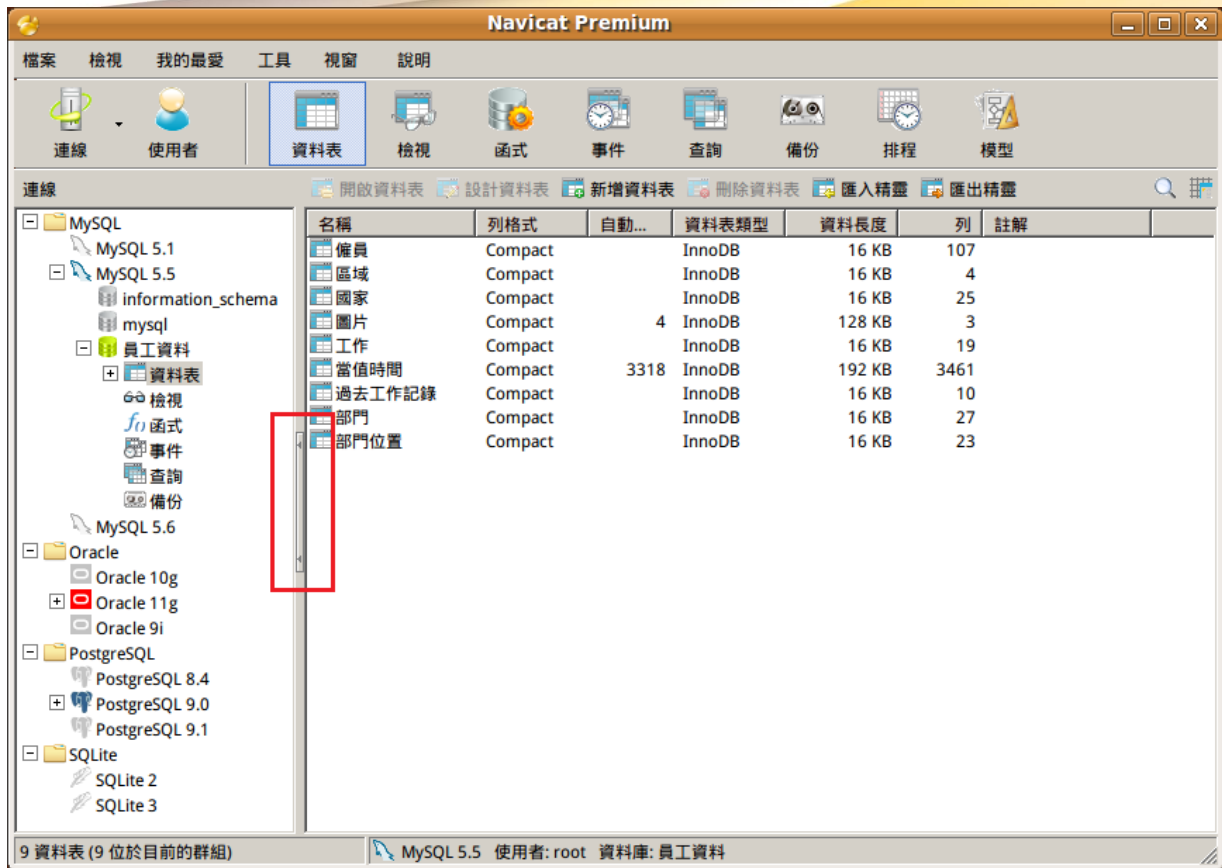 Navicat Premium
檔案 檢視 我的最愛 工具 視窗 說明
連線 使用者 資料表 檢視 函式 事件 查詢 備份 排程 模型
連線
開啟資料表 設計資料表 新增資料表 刪除資料表 匯入精靈 匯出精靈
MySQL
MySQL 5.1
MySQL 5.5
information_schema
mysql
員工資料
資料表
檢視
f() 函式
事件
查詢
備份
MySQL 5.6
Oracle
Oracle 10g
Oracle 11g
Oracle 9i
PostgreSQL
PostgreSQL 8.4
PostgreSQL 9.0
PostgreSQL 9.1
SQLite
SQLite 2
SQLite 3
名稱 列格式 自動... 資料表類型 資料長度 列 註解
僱員 Compact InnoDB 16 KB 107
區域 Compact InnoDB 16 KB 4
國家 Compact InnoDB 16 KB 25
圖片 Compact 4 InnoDB 128 KB 3
工作 Compact InnoDB 16 KB 19
當值時間 Compact 3318 InnoDB 192 KB 3461
過去工作記錄 Compact InnoDB 16 KB 10
部門 Compact InnoDB 16 KB 27
部門位置 Compact InnoDB 16 KB 23
9 資料表 (9 位於目前的群組) MySQL 5.5 使用者: root 資料庫: 員工資料